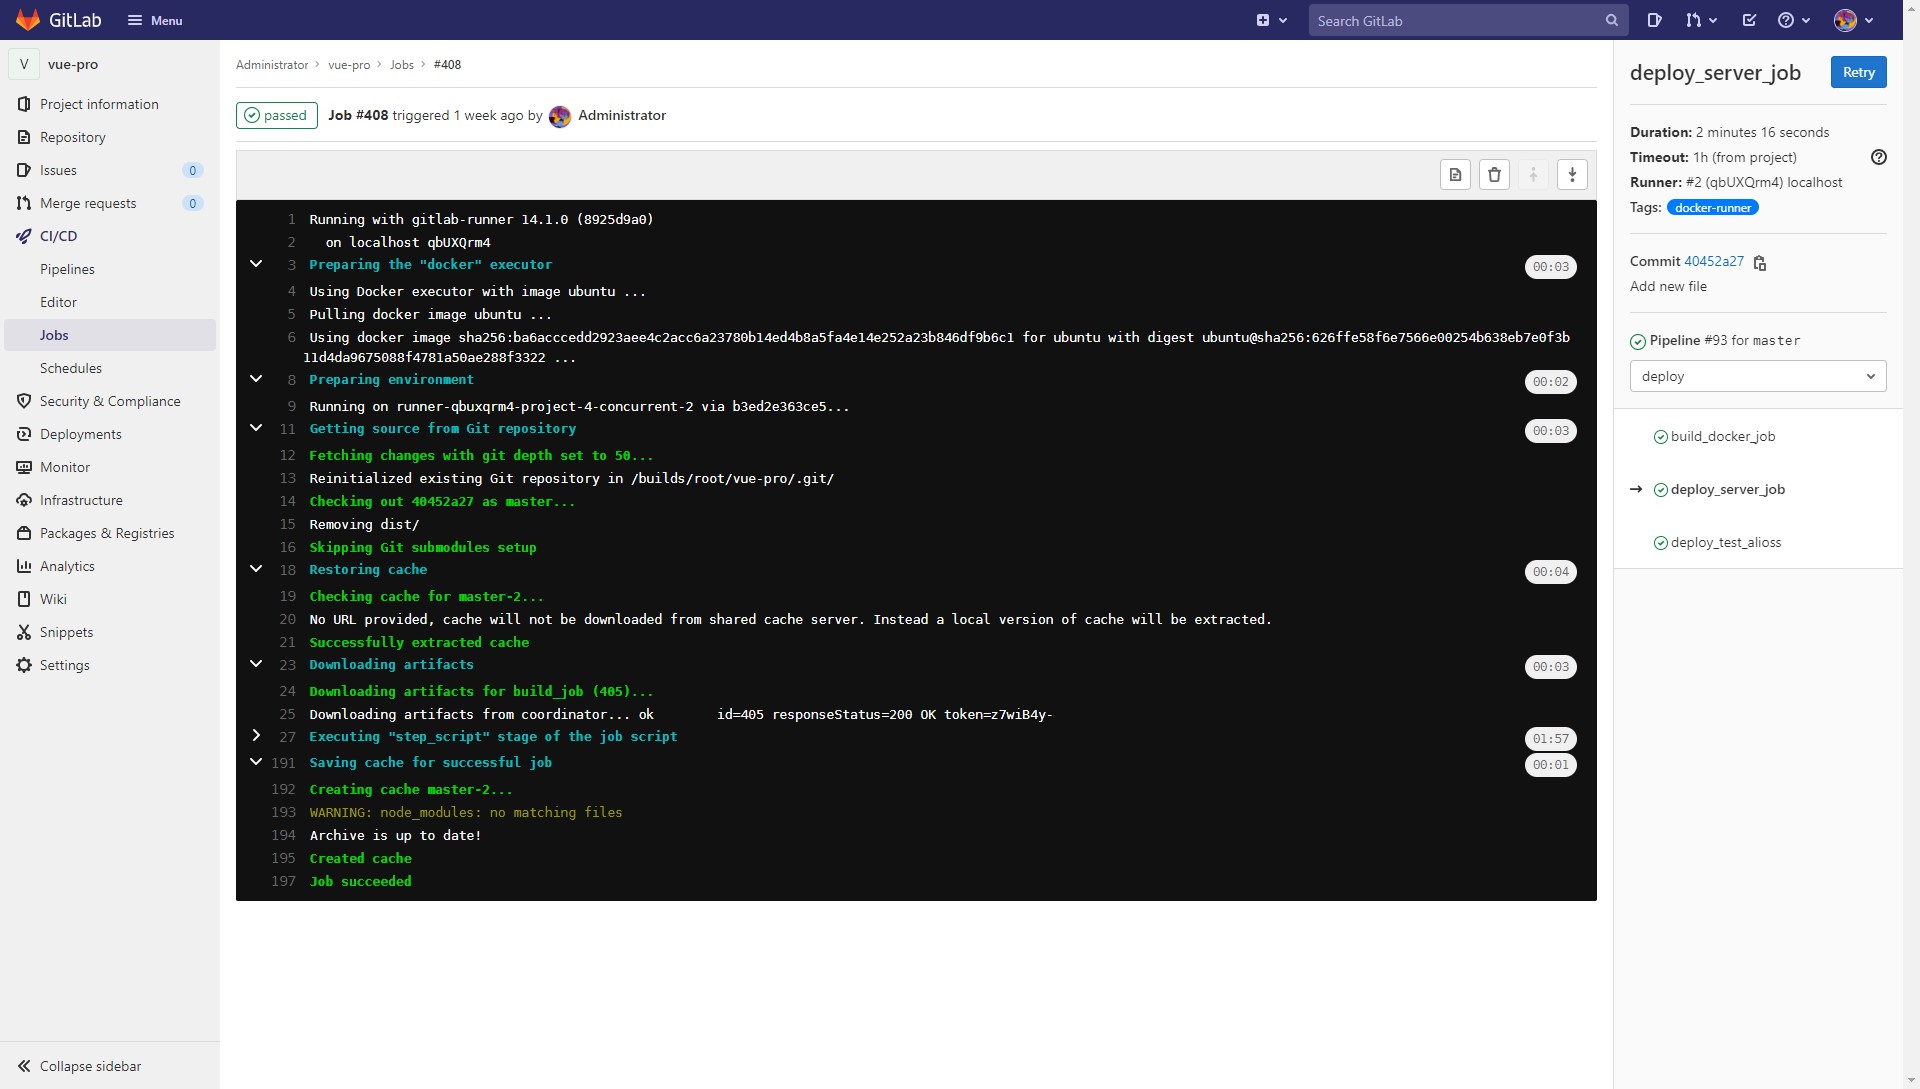 GitLab
Menu
Search GitLab
V
vue-pro
Project information
Repository
Issues
0
Merge requests
0
CI/CD
Pipelines
Editor
Jobs
Schedules
Security & Compliance
Deployments
Monitor
Infrastructure
Packages & Registries
Analytics
Wiki
Snippets
Settings
Collapse sidebar
Administrator > vue-pro > Jobs > #408
passed
Job #408 triggered 1 week ago by Administrator
1 Running with gitlab-runner 14.1.0 (8925d9a0)
2 on localhost qbUXQrm4
3 Preparing the "docker" executor 00:03
4 Using Docker executor with image ubuntu ...
5 Pulling docker image ubuntu ...
6 Using docker image sha256:ba6acccedd2923aee4c2acc6a23780b14ed4b8a5fa4e14e252a23b846df9b6c1 for ubuntu with digest ubuntu@sha256:626ffe58f6e7566e00254b638eb7e0f3b
11d4da9675088f4781a50ae288f3322 ...
8 Preparing environment 00:02
9 Running on runner-qbuxqrm4-project-4-concurrent-2 via b3ed2e363ce5...
11 Getting source from Git repository 00:03
12 Fetching changes with git depth set to 50...
13 Reinitialized existing Git repository in /builds/root/vue-pro/.git/
14 Checking out 40452a27 as master...
15 Removing dist/
16 Skipping Git submodules setup
18 Restoring cache 00:04
19 Checking cache for master-2...
20 No URL provided, cache will not be downloaded from shared cache server. Instead a local version of cache will be extracted.
21 Successfully extracted cache
23 Downloading artifacts 00:03
24 Downloading artifacts for build_job (405)...
25 Downloading artifacts from coordinator... ok id=405 responseStatus=200 OK token=z7wiB4y-
27 Executing "step_script" stage of the job script 01:57
191 Saving cache for successful job 00:01
192 Creating cache master-2...
193 WARNING: node_modules: no matching files
194 Archive is up to date!
195 Created cache
197 Job succeeded
deploy_server_job
Retry
Duration: 2 minutes 16 seconds
Timeout: 1h (from project)
Runner: #2 (qbUXQrm4) localhost
Tags: docker-runner
Commit 40452a27
Add new file
Pipeline #93 for master
deploy
build_docker_job
deploy_server_job
deploy_test_alioss